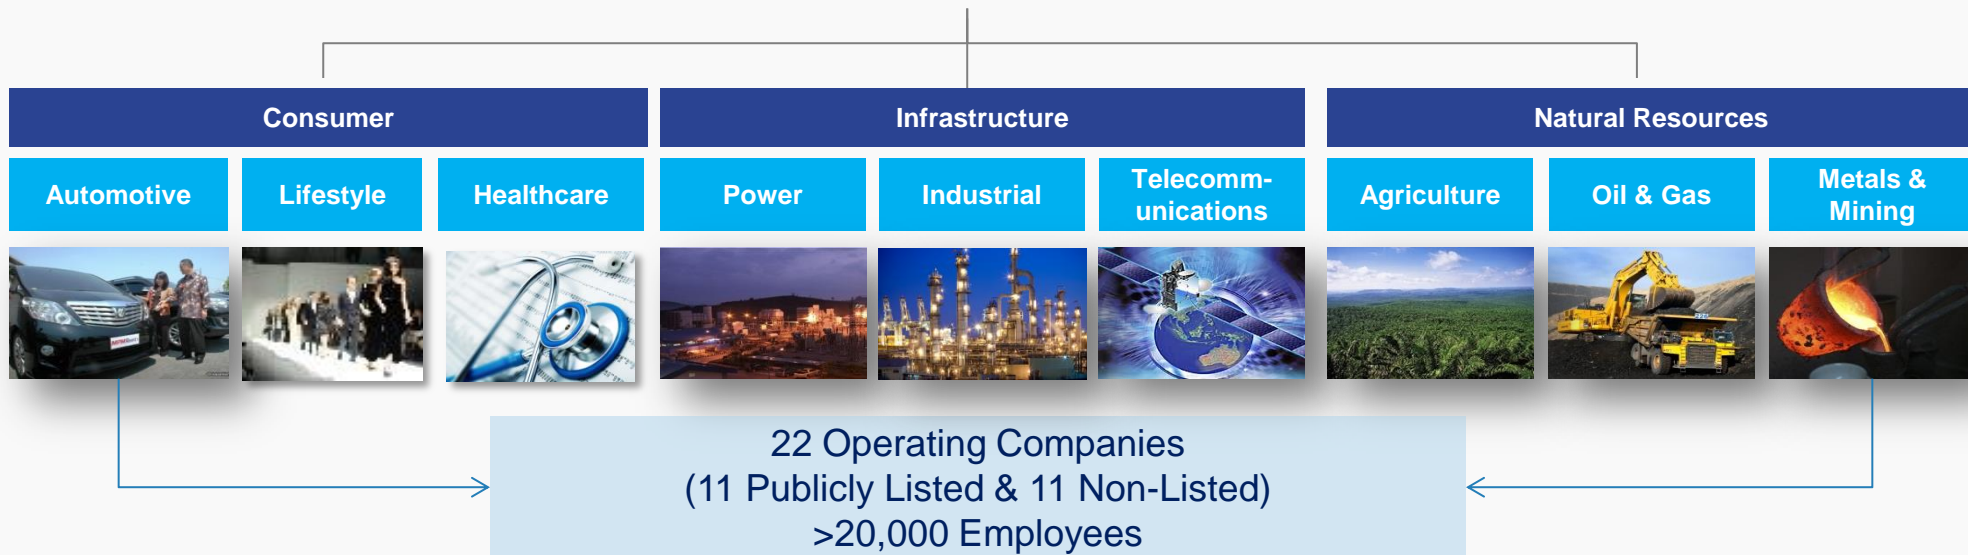 Consumer
Infrastructure
Natural Resources
Automotive
Lifestyle
Healthcare
Power
Industrial
Telecomm-
unications
Agriculture
Oil & Gas
Metals &
Mining
22 Operating Companies
(11 Publicly Listed & 11 Non-Listed)
>20,000 Employees